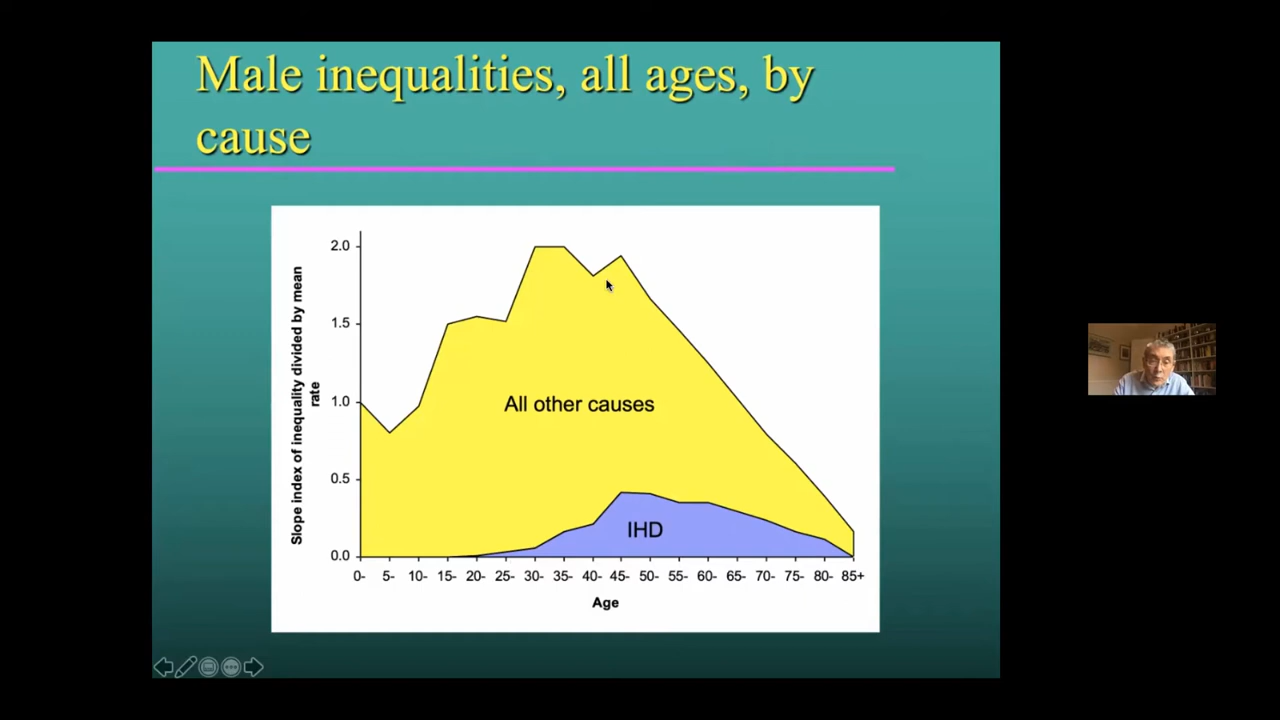 Male inequalities, all ages, by
cause
Slope index of inequality divided by mean
rate
2.0
1.5
1.0
0.5
0.0
All other causes
IHD
0- 5- 10- 15- 20- 25- 30- 35- 40- 45- 50- 55- 60- 65- 70- 75- 80- 85+
Age